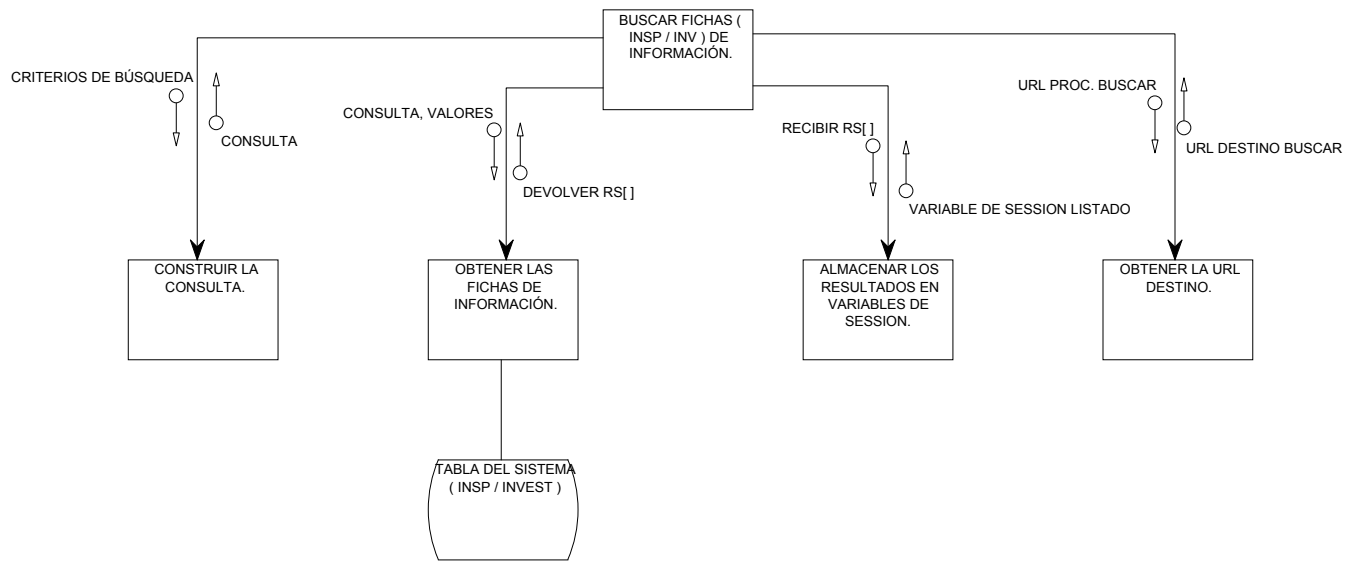 BUSCAR FICHAS (
INSP / INV ) DE
INFORMACIÓN.
CRITERIOS DE BÚSQUEDA
CONSULTA
CONSULTA, VALORES
DEVOLVER RS[ ]
RECIBIR RS[ ]
VARIABLE DE SESSION LISTADO
URL PROC. BUSCAR
URL DESTINO BUSCAR
CONSTRUIR LA
CONSULTA.
OBTENER LAS
FICHAS DE
INFORMACIÓN.
ALMACENAR LOS
RESULTADOS EN
VARIABLES DE
SESSION.
OBTENER LA URL
DESTINO.
TABLA DEL SISTEMA
( INSP / INVEST )